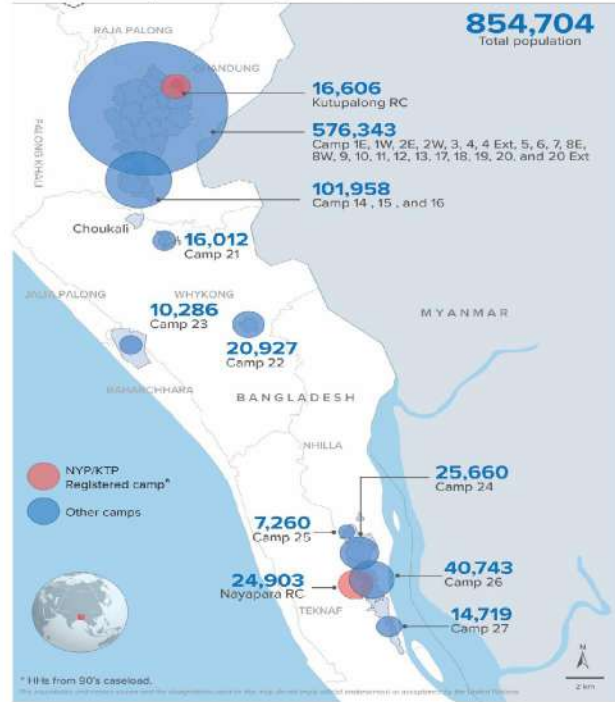 854,704
Total population
RAJA PALONG
16,606
Kutupalong RC
576,343
Camp 1E, 1W, 2E, 2W, 3, 4, 4 Ext, 5, 6, 7, 8E,
8W, 9, 10, 11, 12, 13, 17, 18, 19, 20, and 20 Ext
PALONG KHALI
101,958
Camp 14 , 15 , and 16
Choukali
16,012
Camp 21
WHYKONG
10,286
Camp 23
20,927
Camp 22
MYANMAR
BAHARCHHARA
BANGLADESH
NHILLA
NYP/KTP
Registered camp*
Other camps
25,660
Camp 24
7,260
Camp 25
24,903
Nayapara RC
40,743
Camp 26
TEKNAF
14,719
Camp 27
N
2 km
* HHs from 90's caseload.